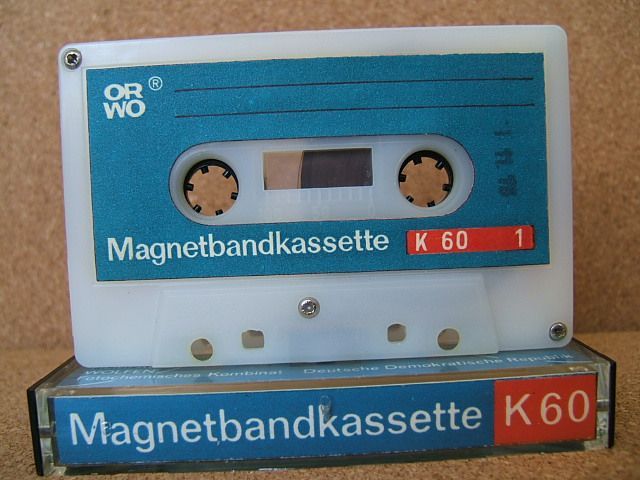 OR
WO ®
Magnetbandkassette K 60 1
WOLFEN
Fotochemisches Kombinat Deutsche Demokratische Republik
Magnetbandkassette K 60